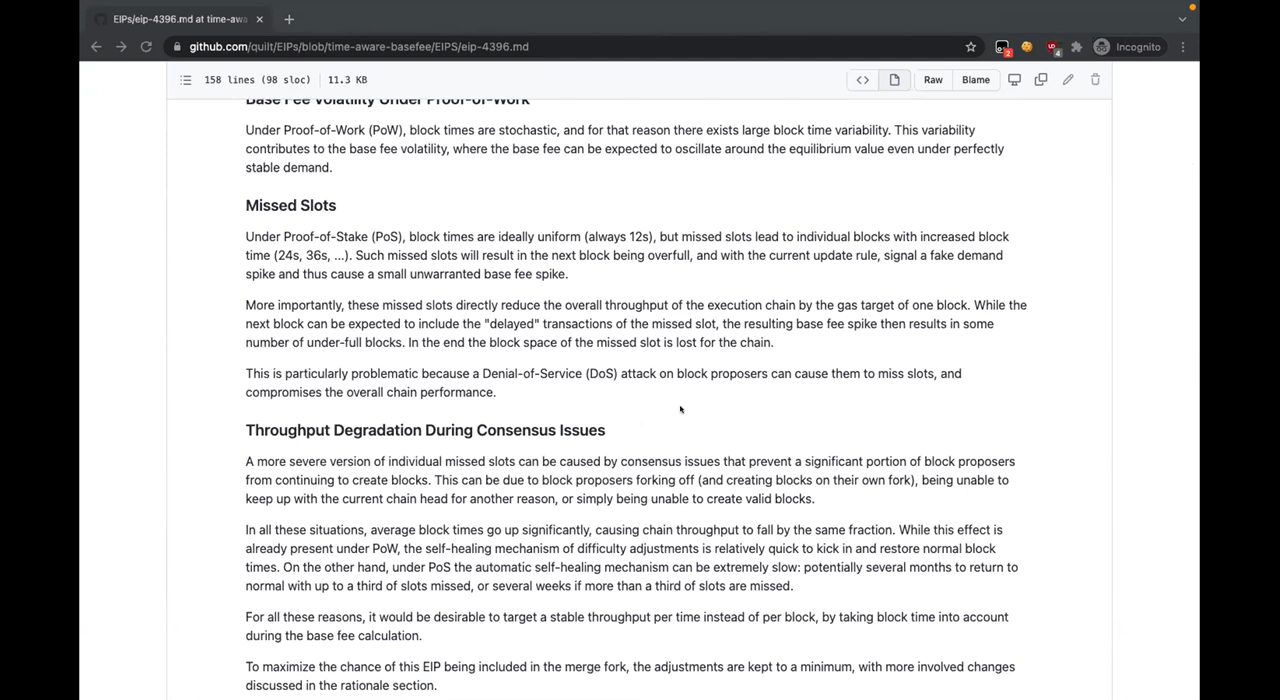 EIPs/eip-4396.md at time-awa
github.com/quilt/EIPs/blob/time-aware-basefee/EIPS/eip-4396.md
2
4
Incognito
158 lines (98 sloc)
11.3 KB
Raw
Blame
Base Fee Volatility Under Proof-of-Work
Under Proof-of-Work (PoW), block times are stochastic, and for that reason there exists large block time variability. This variability
contributes to the base fee volatility, where the base fee can be expected to oscillate around the equilibrium value even under perfectly
stable demand.
Missed Slots
Under Proof-of-Stake (PoS), block times are ideally uniform (always 12s), but missed slots lead to individual blocks with increased block
time (24s, 36s, ...). Such missed slots will result in the next block being overfull, and with the current update rule, signal a fake demand
spike and thus cause a small unwarranted base fee spike.
More importantly, these missed slots directly reduce the overall throughput of the execution chain by the gas target of one block. While the
next block can be expected to include the "delayed" transactions of the missed slot, the resulting base fee spike then results in some
number of under-full blocks. In the end the block space of the missed slot is lost for the chain.
This is particularly problematic because a Denial-of-Service (DoS) attack on block proposers can cause them to miss slots, and
compromises the overall chain performance.
Throughput Degradation During Consensus Issues
A more severe version of individual missed slots can be caused by consensus issues that prevent a significant portion of block proposers
from continuing to create blocks. This can be due to block proposers forking off (and creating blocks on their own fork), being unable to
keep up with the current chain head for another reason, or simply being unable to create valid blocks.
In all these situations, average block times go up significantly, causing chain throughput to fall by the same fraction. While this effect is
already present under PoW, the self-healing mechanism of difficulty adjustments is relatively quick to kick in and restore normal block
times. On the other hand, under PoS the automatic self-healing mechanism can be extremely slow: potentially several months to return to
normal with up to a third of slots missed, or several weeks if more than a third of slots are missed.
For all these reasons, it would be desirable to target a stable throughput per time instead of per block, by taking block time into account
during the base fee calculation.
To maximize the chance of this EIP being included in the merge fork, the adjustments are kept to a minimum, with more involved changes
discussed in the rationale section.